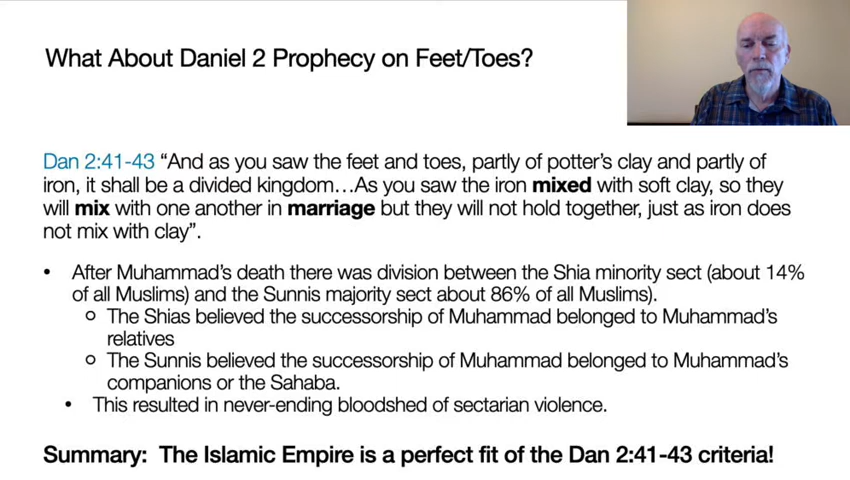 What About Daniel 2 Prophecy on Feet/Toes?
Dan 2:41-43 “And as you saw the feet and toes, partly of potter’s clay and partly of
iron, it shall be a divided kingdom…As you saw the iron mixed with soft clay, so they
will mix with one another in marriage but they will not hold together, just as iron does
not mix with clay”.
• After Muhammad’s death there was division between the Shia minority sect (about 14%
of all Muslims) and the Sunnis majority sect about 86% of all Muslims).
o The Shias believed the successorship of Muhammad belonged to Muhammad’s
relatives
o The Sunnis believed the successorship of Muhammad belonged to Muhammad’s
companions or the Sahaba.
• This resulted in never-ending bloodshed of sectarian violence.
Summary: The Islamic Empire is a perfect fit of the Dan 2:41-43 criteria!